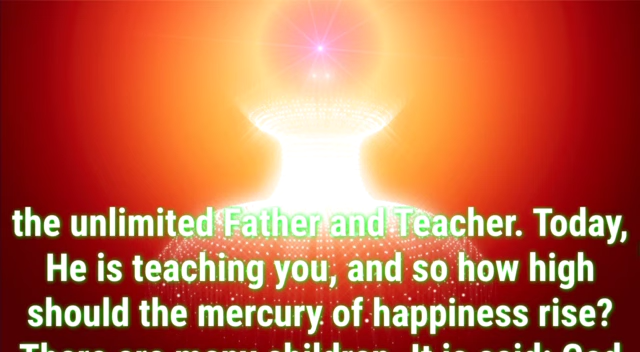 the unlimited Father and Teacher. Today,
He is teaching you, and so how high
should the mercury of happiness rise?
There are many children. It is said: God